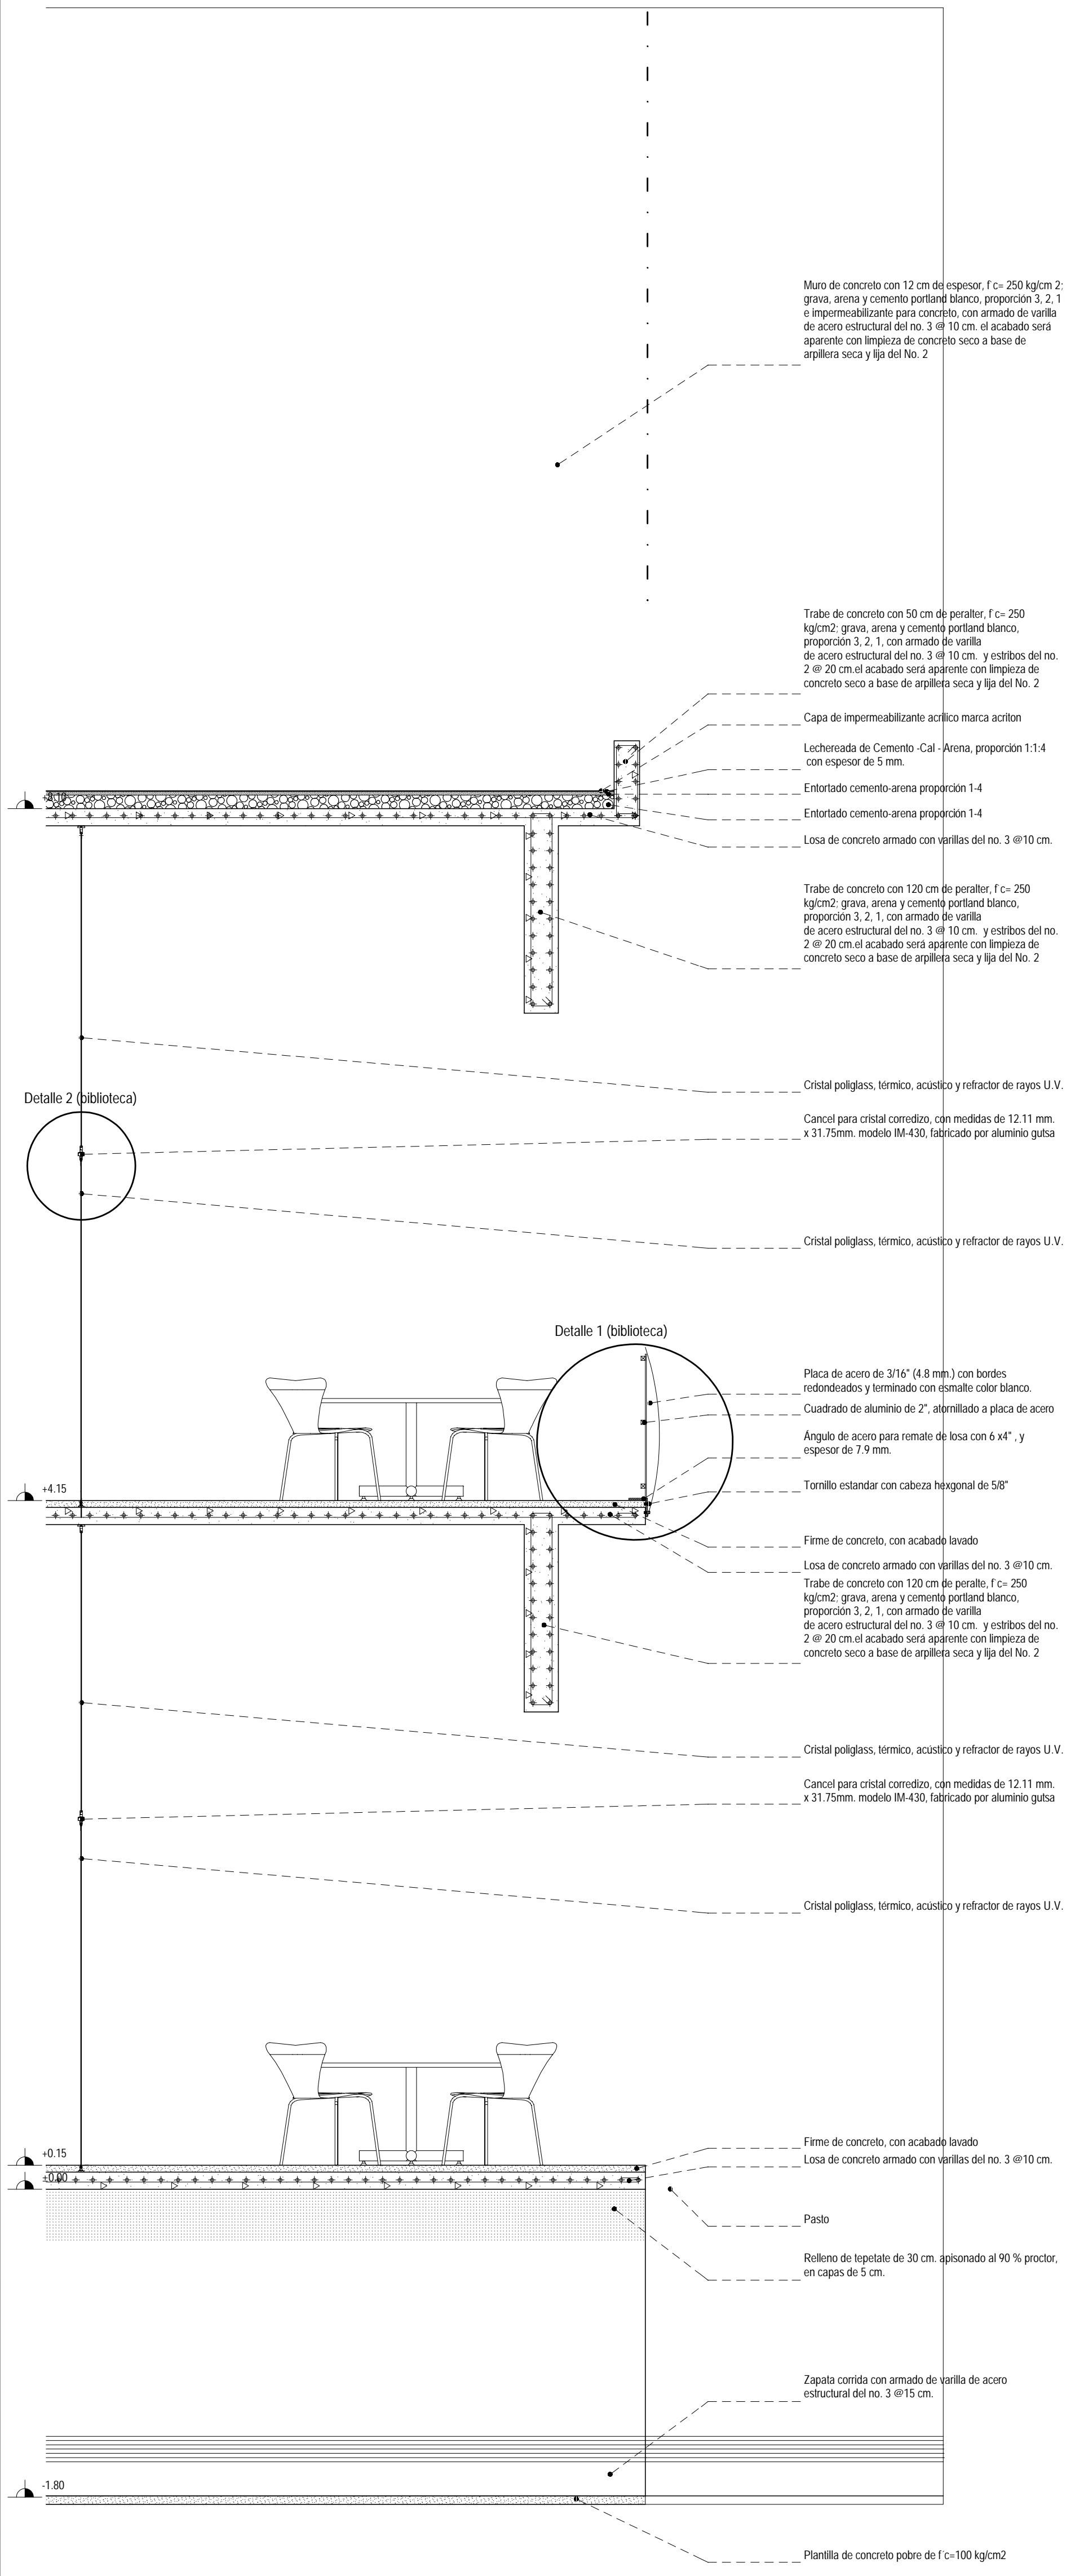 Muro de concreto con 12 cm de espesor, f´c= 250 kg/cm 2;
grava, arena y cemento portland blanco, proporción 3, 2, 1
e impermeabilizante para concreto, con armado de varilla
de acero estructural del no. 3 @ 10 cm. el acabado será
aparente con limpieza de concreto seco a base de
arpillera seca y lija del No. 2
Trabe de concreto con 50 cm de peralter, f´c= 250
kg/cm2; grava, arena y cemento portland blanco,
proporción 3, 2, 1, con armado de varilla
de acero estructural del no. 3 @ 10 cm. y estribos del no.
2 @ 20 cm.el acabado será aparente con limpieza de
concreto seco a base de arpillera seca y lija del No. 2
Capa de impermeabilizante acrílico marca acriton
Lechereada de Cemento -Cal - Arena, proporción 1:1:4
con espesor de 5 mm.
Entortado cemento-arena proporción 1-4
Entortado cemento-arena proporción 1-4
Losa de concreto armado con varillas del no. 3 @10 cm.
Trabe de concreto con 120 cm de peralter, f´c= 250
kg/cm2; grava, arena y cemento portland blanco,
proporción 3, 2, 1, con armado de varilla
de acero estructural del no. 3 @ 10 cm. y estribos del no.
2 @ 20 cm.el acabado será aparente con limpieza de
concreto seco a base de arpillera seca y lija del No. 2
Cristal poliglass, térmico, acústico y refractor de rayos U.V.
Detalle 2 (biblioteca)
Cancel para cristal corredizo, con medidas de 12.11 mm.
x 31.75mm. modelo IM-430, fabricado por aluminio gutsa
Cristal poliglass, térmico, acústico y refractor de rayos U.V.
Detalle 1 (biblioteca)
Placa de acero de 3/16" (4.8 mm.) con bordes
redondeados y terminado con esmalte color blanco.
Cuadrado de aluminio de 2", atornillado a placa de acero
Ángulo de acero para remate de losa con 6 x4" , y
espesor de 7.9 mm.
+4.15
Tornillo estandar con cabeza hexgonal de 5/8"
Firme de concreto, con acabado lavado
Losa de concreto armado con varillas del no. 3 @10 cm.
Trabe de concreto con 120 cm de peralte, f´c= 250
kg/cm2; grava, arena y cemento portland blanco,
proporción 3, 2, 1, con armado de varilla
de acero estructural del no. 3 @ 10 cm. y estribos del no.
2 @ 20 cm.el acabado será aparente con limpieza de
concreto seco a base de arpillera seca y lija del No. 2
Cristal poliglass, térmico, acústico y refractor de rayos U.V.
Cancel para cristal corredizo, con medidas de 12.11 mm.
x 31.75mm. modelo IM-430, fabricado por aluminio gutsa
Cristal poliglass, térmico, acústico y refractor de rayos U.V.
Firme de concreto, con acabado lavado
+0.15
Losa de concreto armado con varillas del no. 3 @10 cm.
±0.00
Pasto
Relleno de tepetate de 30 cm. apisonado al 90 % proctor,
en capas de 5 cm.
Zapata corrida con armado de varilla de acero
estructural del no. 3 @15 cm.
-1.80
Plantilla de concreto pobre de f´c=100 kg/cm2